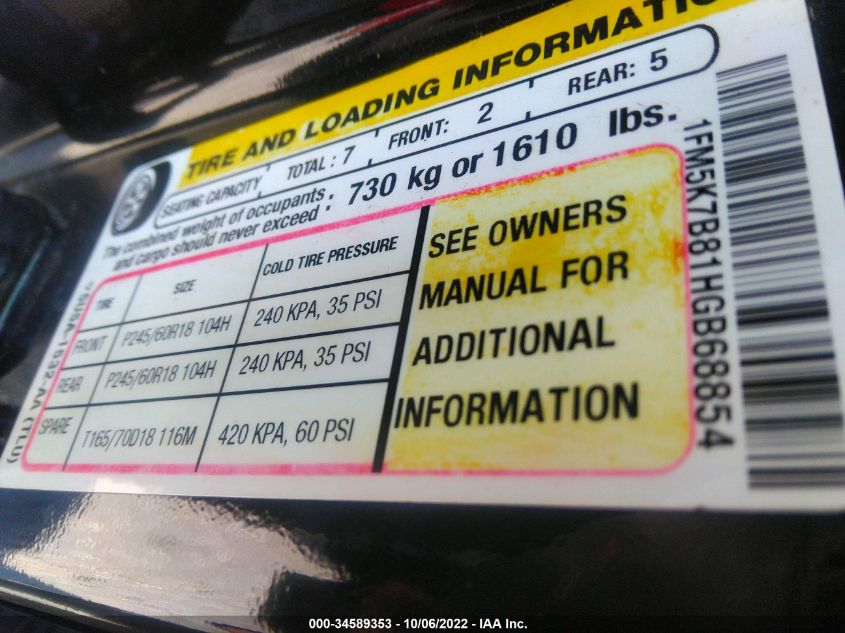 TIRE AND LOADING INFORMATIO
SEATING CAPACITY TOTAL : 7 FRONT: 2 REAR: 5
The combined weight of occupants and cargo should never exceed : 730 kg or 1610 lbs.
TIRE SIZE COLD TIRE PRESSURE
FRONT P245/60R18 104H 240 KPA, 35 PSI
REAR P245/60R18 104H 240 KPA, 35 PSI
SPARE T165/70D18 116M 420 KPA, 60 PSI
SEE OWNERS
MANUAL FOR
ADDITIONAL
INFORMATION
1FM5K7B81HGB68854
000-34589353 - 10/06/2022 - IAA Inc.